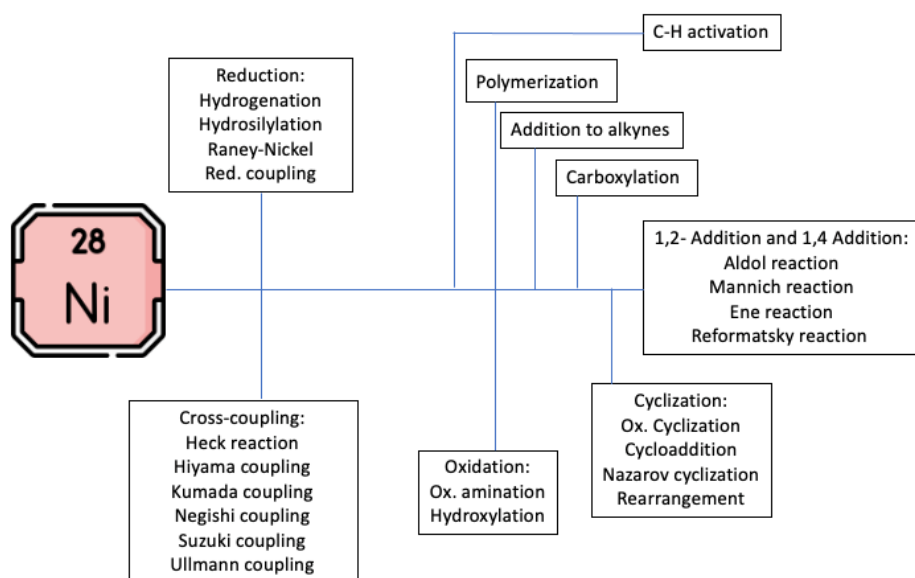 C-H activation
Reduction:
Hydrogenation
Hydrosilylation
Raney-Nickel
Red. coupling
Polymerization
Addition to alkynes
Carboxylation
28
Ni
1,2- Addition and 1,4 Addition:
Aldol reaction
Mannich reaction
Ene reaction
Reformatsky reaction
Cross-coupling:
Heck reaction
Hiyama coupling
Kumada coupling
Negishi coupling
Suzuki coupling
Ullmann coupling
Oxidation:
Ox. amination
Hydroxylation
Cyclization:
Ox. Cyclization
Cycloaddition
Nazarov cyclization
Rearrangement